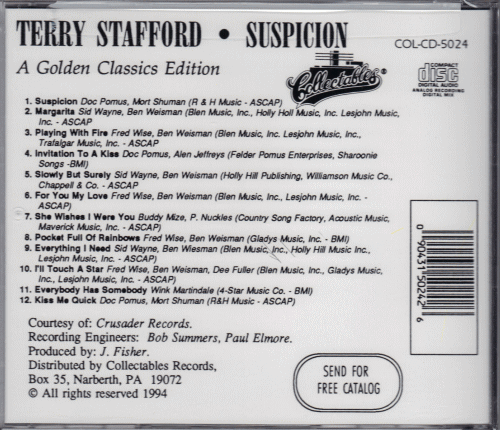 TERRY STAFFORD • SUSPICION
COL-CD-5024
A Golden Classics Edition
Collectables
COMPACT
disc
DIGITAL AUDIO
ANALOG RECORDING
DIGITAL MIX
1. Suspicion Doc Pomus, Mort Shuman (R & H Music - ASCAP)
2. Margarita Sid Wayne, Ben Weisman (Blen Music, Inc., Holly Holl Music, Inc. Lesjohn Music,
Inc. - ASCAP)
3. Playing With Fire Fred Wise, Ben Weisman (Blen Music Inc. Lesjohn Music, Inc.,
Trafalgar Music, Inc. - ASCAP
4. Invitation To A Kiss Doc Pomus, Alen Jeffreys (Felder Pomus Enterprises, Sharoonie
Songs -BMI)
5. Slowly But Surely Sid Wayne, Ben Weisman (Holly Hill Publishing, Williamson Music Co.,
Chappell & Co. - ASCAP)
6. For You My Love Fred Wise, Ben Weisman (Blen Music, Inc., Lesjohn Music, Inc. -
ASCAP)
7. She Wishes I Were You Buddy Mize, P. Nuckles (Country Song Factory, Acoustic Music,
Maverick Music, Inc. - ASCAP)
8. Pocket Full Of Rainbows Fred Wise, Ben Weisman (Gladys Music, Inc. - BMI)
9. Everything I Need Sid Wayne, Ben Wiesman (Blen Music, Inc., Holly Hill Music Inc.,
Lesjohn Music, Inc. - ASCAP)
10. I'll Touch A Star Fred Wise, Ben Weisman, Dee Fuller (Blen Music, Inc., Gladys Music,
Inc., Lesjohn Music, Inc. - ASCAP)
11. Everybody Has Somebody Wink Martindale (4-Star Music Co. - BMI)
12. Kiss Me Quick Doc Pomus, Mort Shuman (R&H Music - ASCAP)
0 90431 50242 6
Courtesy of: Crusader Records.
Recording Engineers: Bob Summers, Paul Elmore.
Produced by: J. Fisher.
Distributed by Collectables Records,
Box 35, Narberth, PA 19072
© All rights reserved 1994
SEND FOR
FREE CATALOG